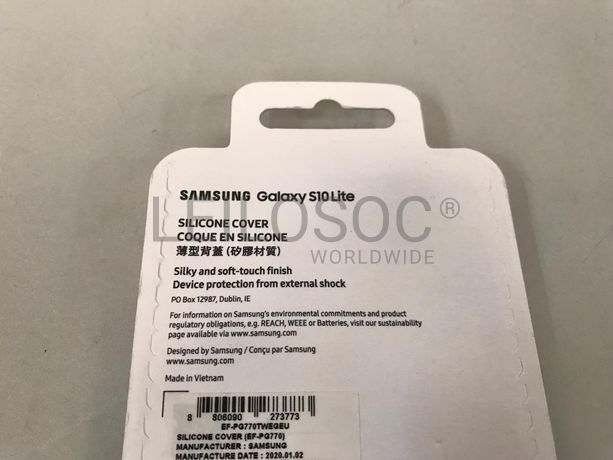 SAMSUNG Galaxy S10 Lite
SILICONE COVER
COQUE EN SILICONE
薄型背蓋 (矽膠材質)
LEILOSOC®
WORLDWIDE
Silky and soft-touch finish
Device protection from external shock
PO Box 12987, Dublin, IE
For information on Samsung's environmental commitments and product
regulatory obligations, e.g. REACH, WEEE or Batteries, visit our sustainability
page available via www.samsung.com
Designed by Samsung / Conçu par Samsung
www.samsung.com
Made in Vietnam
8 806090 273773
EF-PG770TWEGEU
SILICONE COVER (EF-PG770)
MANUFACTURER : SAMSUNG
MANUFACTURE DATE : 2020.01.02